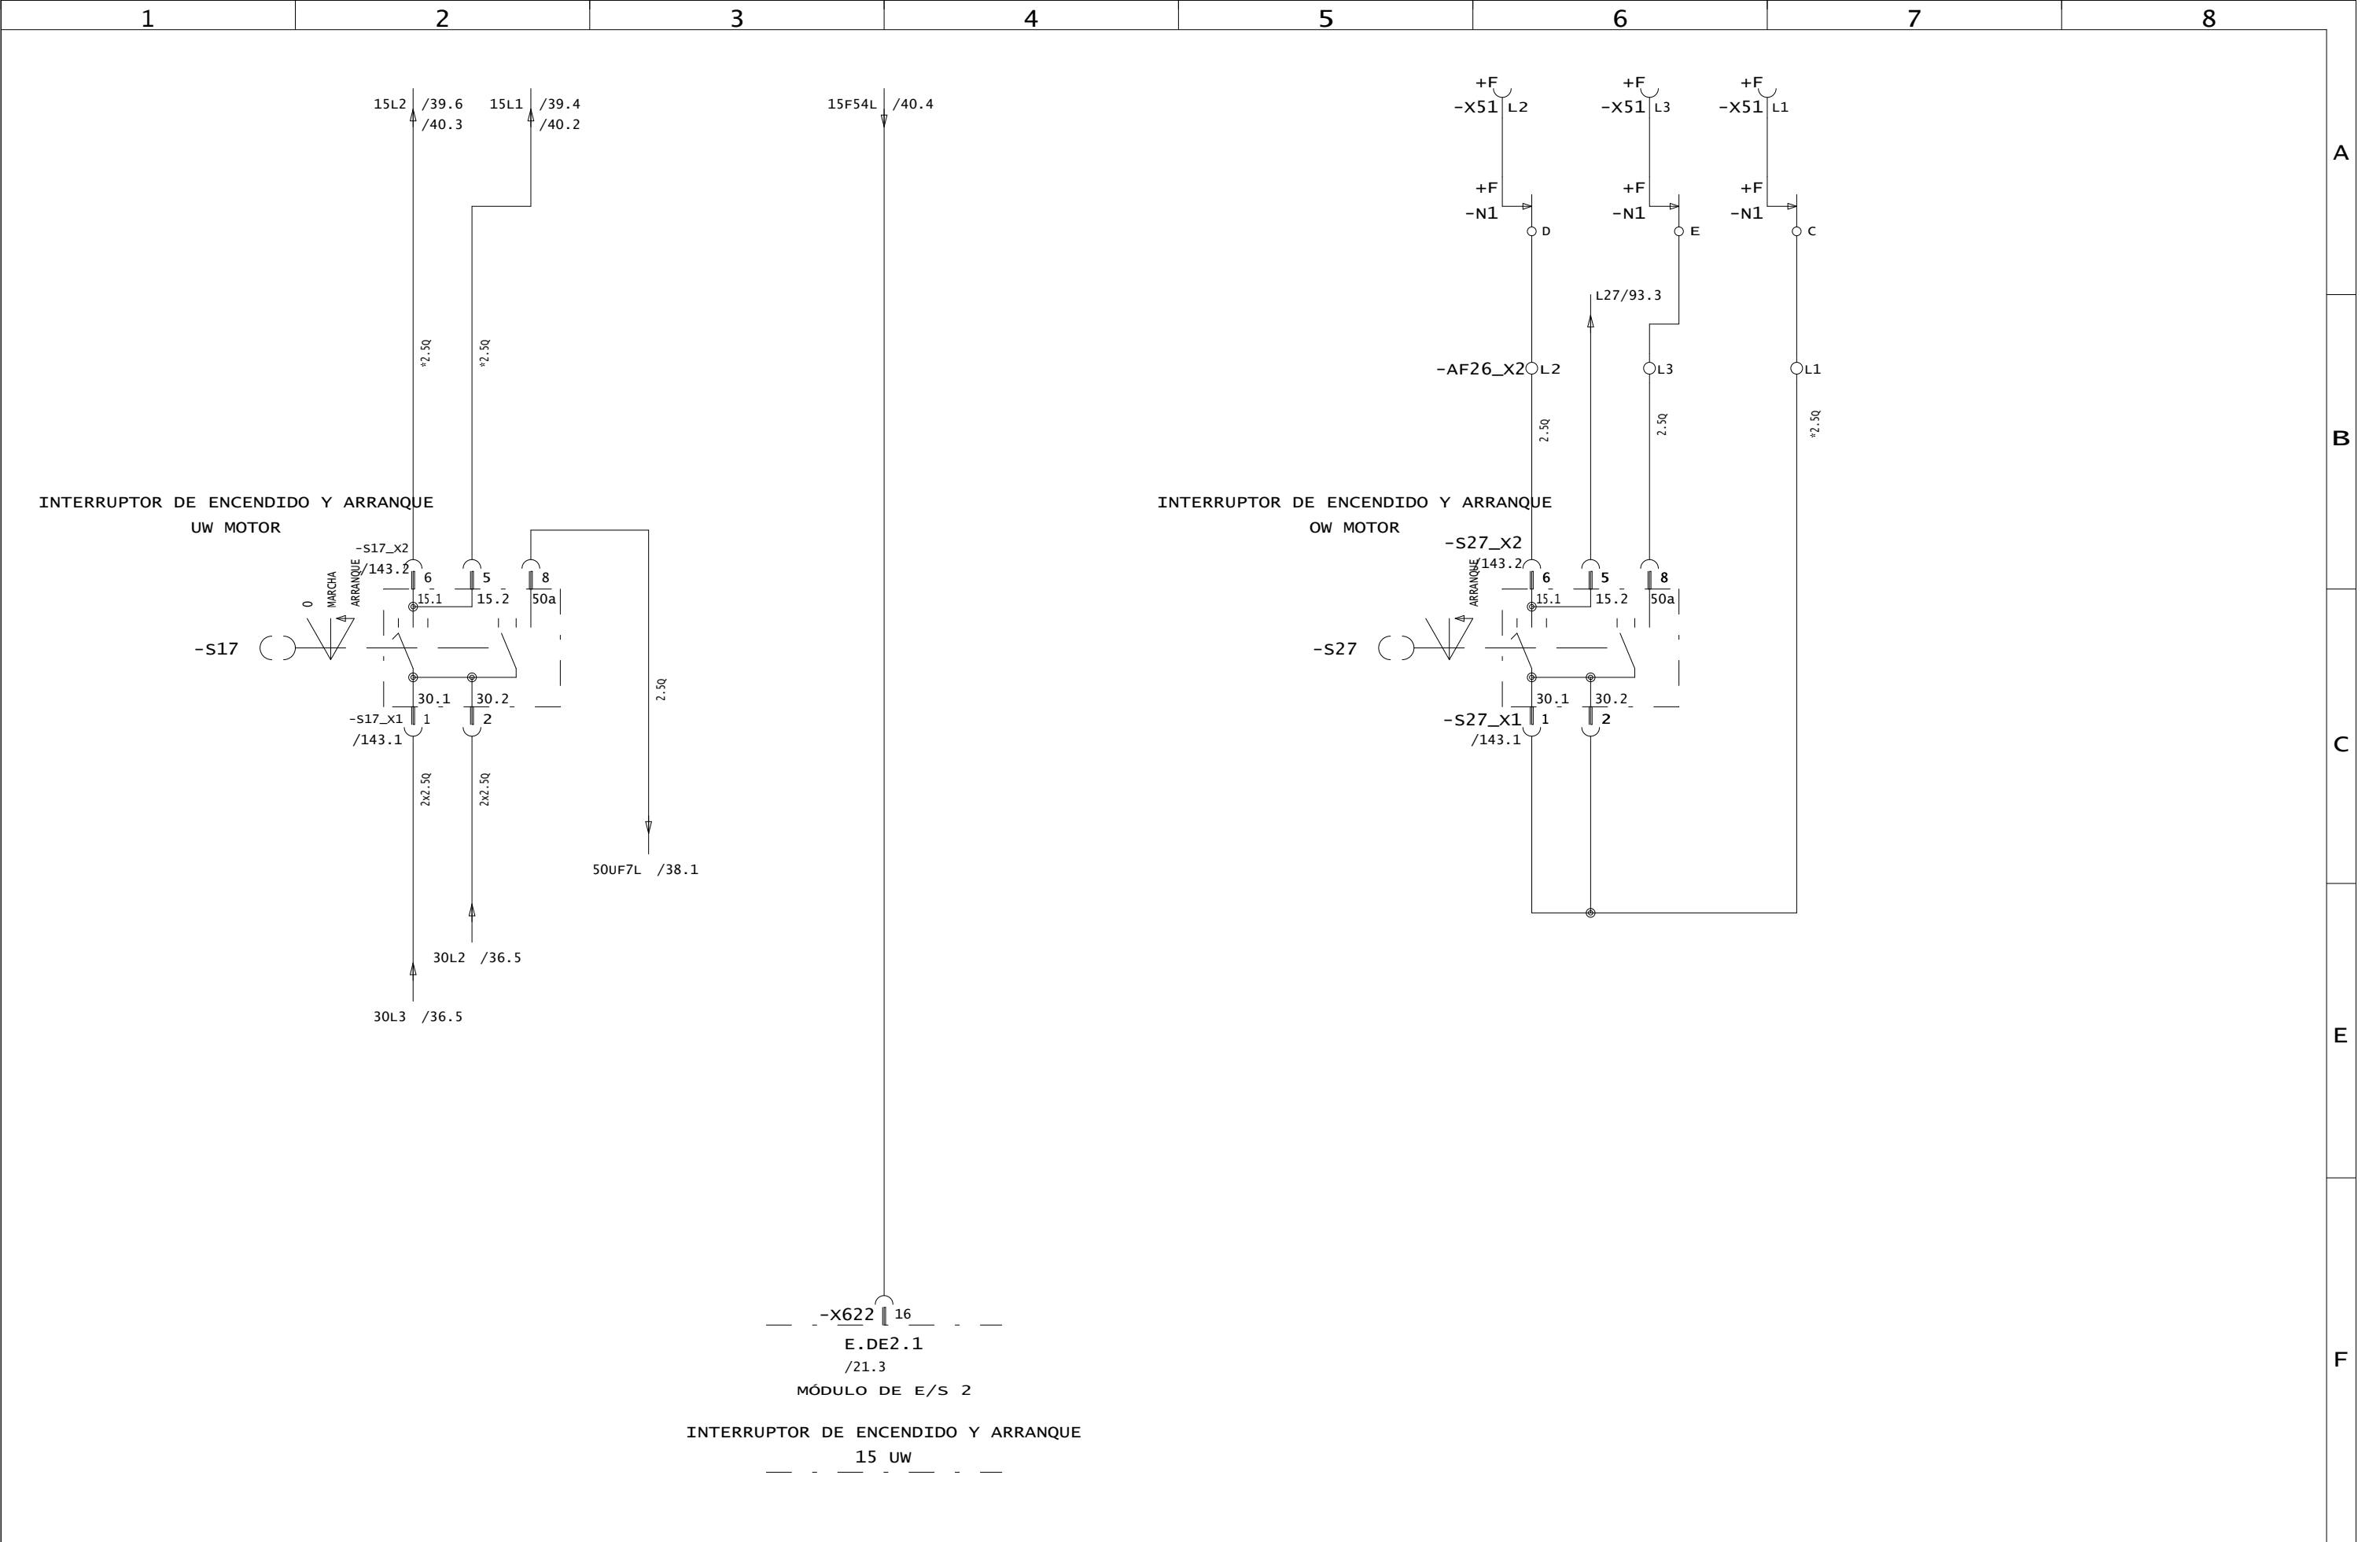 1 2 3 4 5 6 7 8
A
B
C
E
F
15L2 /39.6
/40.3
15L1 /39.4
/40.2
*2.5Q
*2.5Q
INTERRUPTOR DE ENCENDIDO Y ARRANQUE
UW MOTOR
-S17_X2
/143.2
6 5 8
15.1 15.2 50a
0
MARCHA
ARRANQUE
-S17
30.1 30.2
-S17_X1 1 2
/143.1
2x2.5Q
2x2.5Q
2.5Q
50UF7L /38.1
30L2 /36.5
30L3 /36.5
15F54L /40.4
-X622 16
E.DE2.1
/21.3
MÓDULO DE E/S 2
INTERRUPTOR DE ENCENDIDO Y ARRANQUE
15 UW
+F +F +F
-X51 L2 -X51 L3 -X51 L1
+F +F +F
-N1 -N1 -N1
D E C
L27/93.3
-AF26_X2 L2 L3 L1
2.5Q
2.5Q
*2.5Q
INTERRUPTOR DE ENCENDIDO Y ARRANQUE
OW MOTOR
-S27_X2
/143.2
6 5 8
15.1 15.2 50a
ARRANQUE
-S27
30.1 30.2
-S27_X1 1 2
/143.1